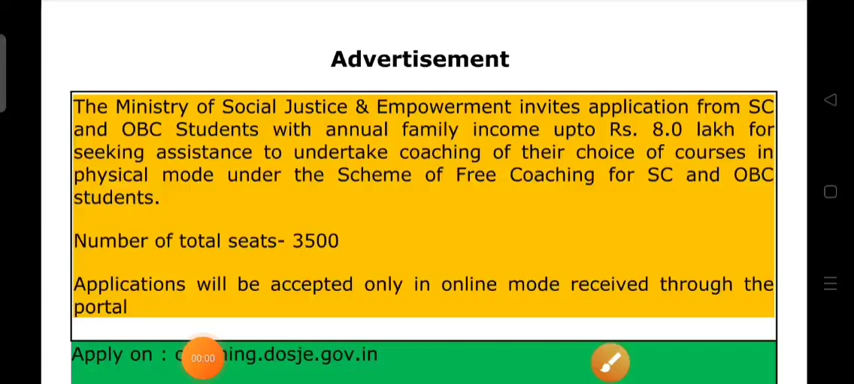 Advertisement
The Ministry of Social Justice & Empowerment invites application from SC
and OBC Students with annual family income upto Rs. 8.0 lakh for
seeking assistance to undertake coaching of their choice of courses in
physical mode under the Scheme of Free Coaching for SC and OBC
students.
Number of total seats- 3500
Applications will be accepted only in online mode received through the
portal
Apply on :
00:00